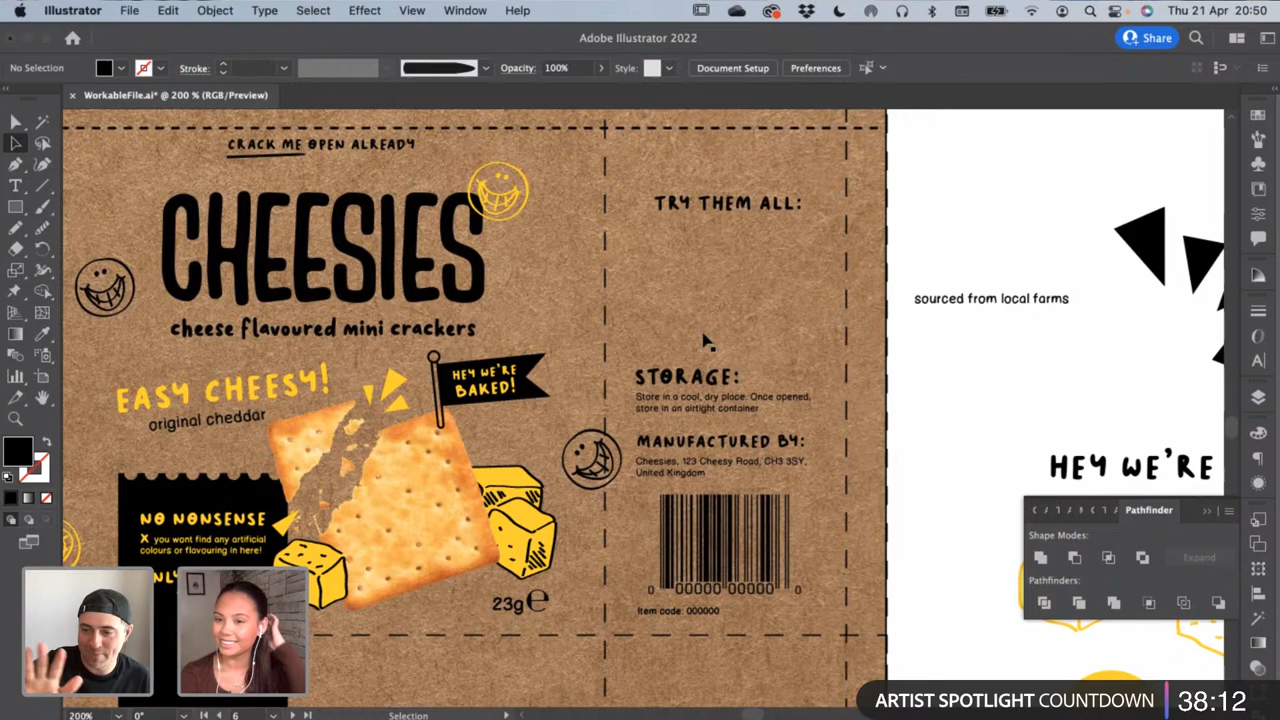 Illustrator File Edit Object Type Select Effect View Window Help
Thu 21 Apr 20:50
Adobe Illustrator 2022
Share
No Selection
Stroke:
Opacity: 100%
Style:
Document Setup
Preferences
× WorkableFile.ai* @ 200 % (RGB/Preview)
CRACK ME OPEN ALREADY
CHEESIES
cheese flavoured mini crackers
EASY CHEESY!
original cheddar
HEY WE'RE
BAKED!
NO NONSENSE
X you wont find any artificial
colours or flavouring in here!
23g e
TRY THEM ALL:
STORAGE:
Store in a cool, dry place. Once opened,
store in an airtight container.
MANUFACTURED BY:
Cheesies, 123 Cheesy Road, CH3 3SY,
United Kingdom
0 00000 00000 0
Item code: 000000
sourced from local farms
HEY WE'RE
Pathfinder
Shape Modes:
Expand
Pathfinders:
200%
0°
6
Selection
ARTIST SPOTLIGHT COUNTDOWN 38:12